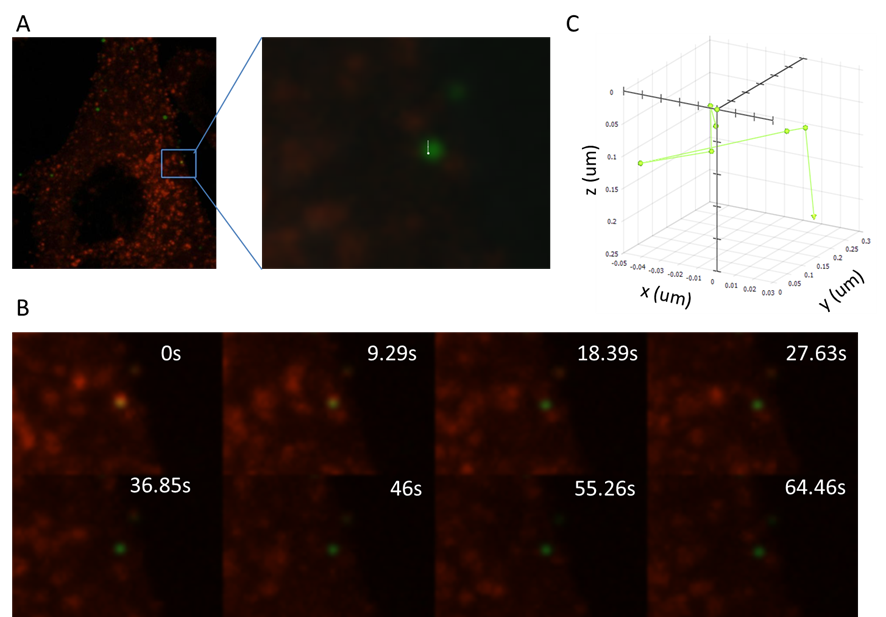 A
C
0
0.05
0.1
0.15
0.2
0.25
z (um)
-0.05
-0.04
-0.03
-0.02
-0.01
0
0.01
0.02
0.03
x (um)
0
0.05
0.1
0.15
0.2
0.25
0.3
y (um)
B
0s 9.29s 18.39s 27.63s
36.85s 46s 55.26s 64.46s